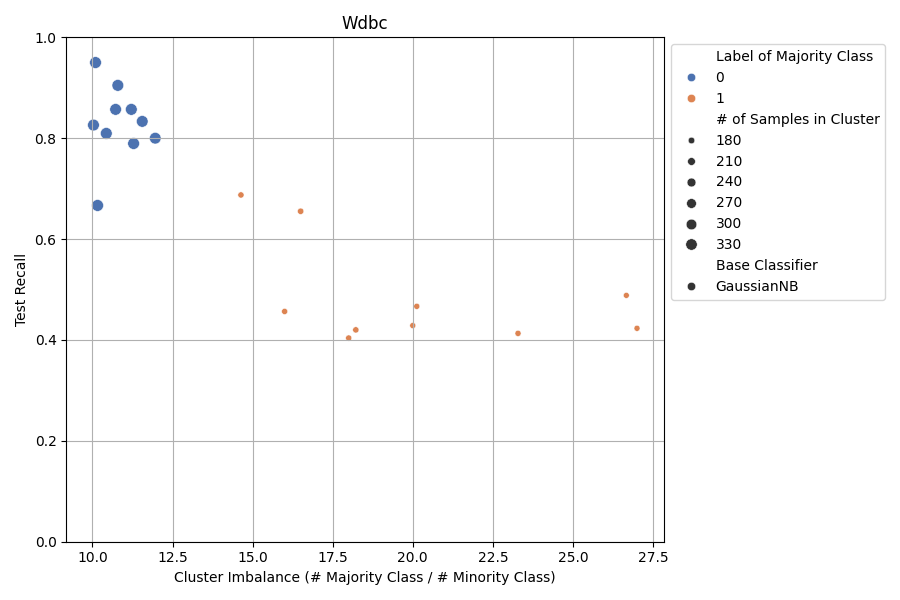 Wdbc
1.0
0.8
0.6
0.4
0.2
0.0
Test Recall
10.0 12.5 15.0 17.5 20.0 22.5 25.0 27.5
Cluster Imbalance (# Majority Class / # Minority Class)
Label of Majority Class
0
1
# of Samples in Cluster
180
210
240
270
300
330
Base Classifier
GaussianNB